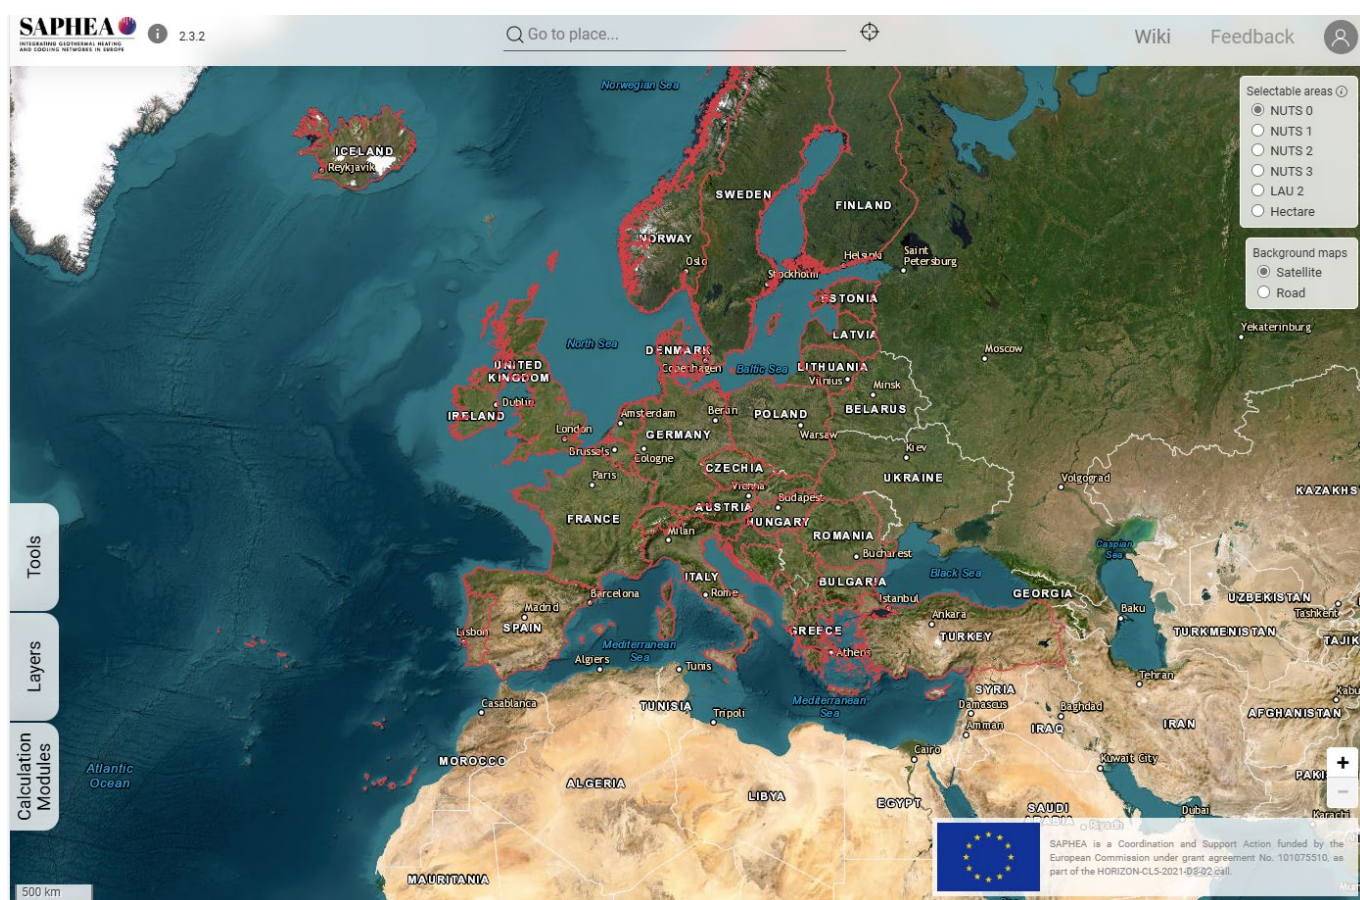 SAPHEA
INTEGRATING GEOTHERMAL HEATING
AND COOLING NETWORKS IN EUROPE
i
2.3.2
Go to place...
Wiki
Feedback
Selectable areas
NUTS 0
NUTS 1
NUTS 2
NUTS 3
LAU 2
Hectare
Background maps
Satellite
Road
Norwegian Sea
ICELAND
Reykjavik
SWEDEN
FINLAND
NORWAY
Oslo
Helsinki
Saint
Petersburg
Stockholm
ESTONIA
Yekaterinburg
LATVIA
North Sea
DENMARK
Copenhagen
Baltic Sea
LITHUANIA
Vilnius
Moscow
UNITED
KINGDOM
Minsk
Dublin
IRELAND
Amsterdam
Berlin
POLAND
BELARUS
London
GERMANY
Warsaw
Brussels
Cologne
Kiev
CZECHIA
UKRAINE
Paris
Volgograd
Vienna
Budapest
KAZAKHS
AUSTRIA
FRANCE
HUNGARY
Milan
ROMANIA
Bucharest
Caspian
Sea
Black Sea
ITALY
BULGARIA
Barcelona
Rome
Istanbul
GEORGIA
UZBEKISTAN
Madrid
Ankara
Baku
Tashkent
SPAIN
Lisbon
GREECE
TURKEY
TURKMENISTAN
TAJIK
Mediterranean
Sea
Athens
Algiers
Tunis
Tehran
SYRIA
Kabu
Casablanca
TUNISIA
Mediterranean
Sea
Damascus
Baghdad
AFGHANISTAN
Tripoli
Amman
IRAQ
IRAN
Cairo
MOROCCO
Kuwait City
Atlantic
Ocean
ALGERIA
LIBYA
EGYPT
PAKI
SAUDI
ARABIA
Dubai
Karachi
Riyadh
MAURITANIA
Tools
Layers
Calculation
Modules
+
−
500 km
SAPHEA is a Coordination and Support Action funded by the
European Commission under grant agreement No. 101075510, as
part of the HORIZON-CL5-2021-D3-02 call.